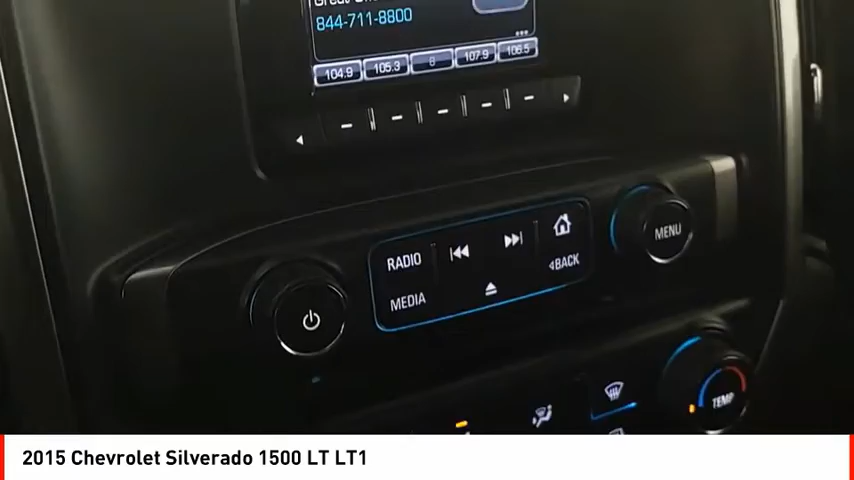 844-711-8800
104.9 105.3 6 107.9 106.5
RADIO
MENU
BACK
MEDIA
TEMP
2015 Chevrolet Silverado 1500 LT LT1